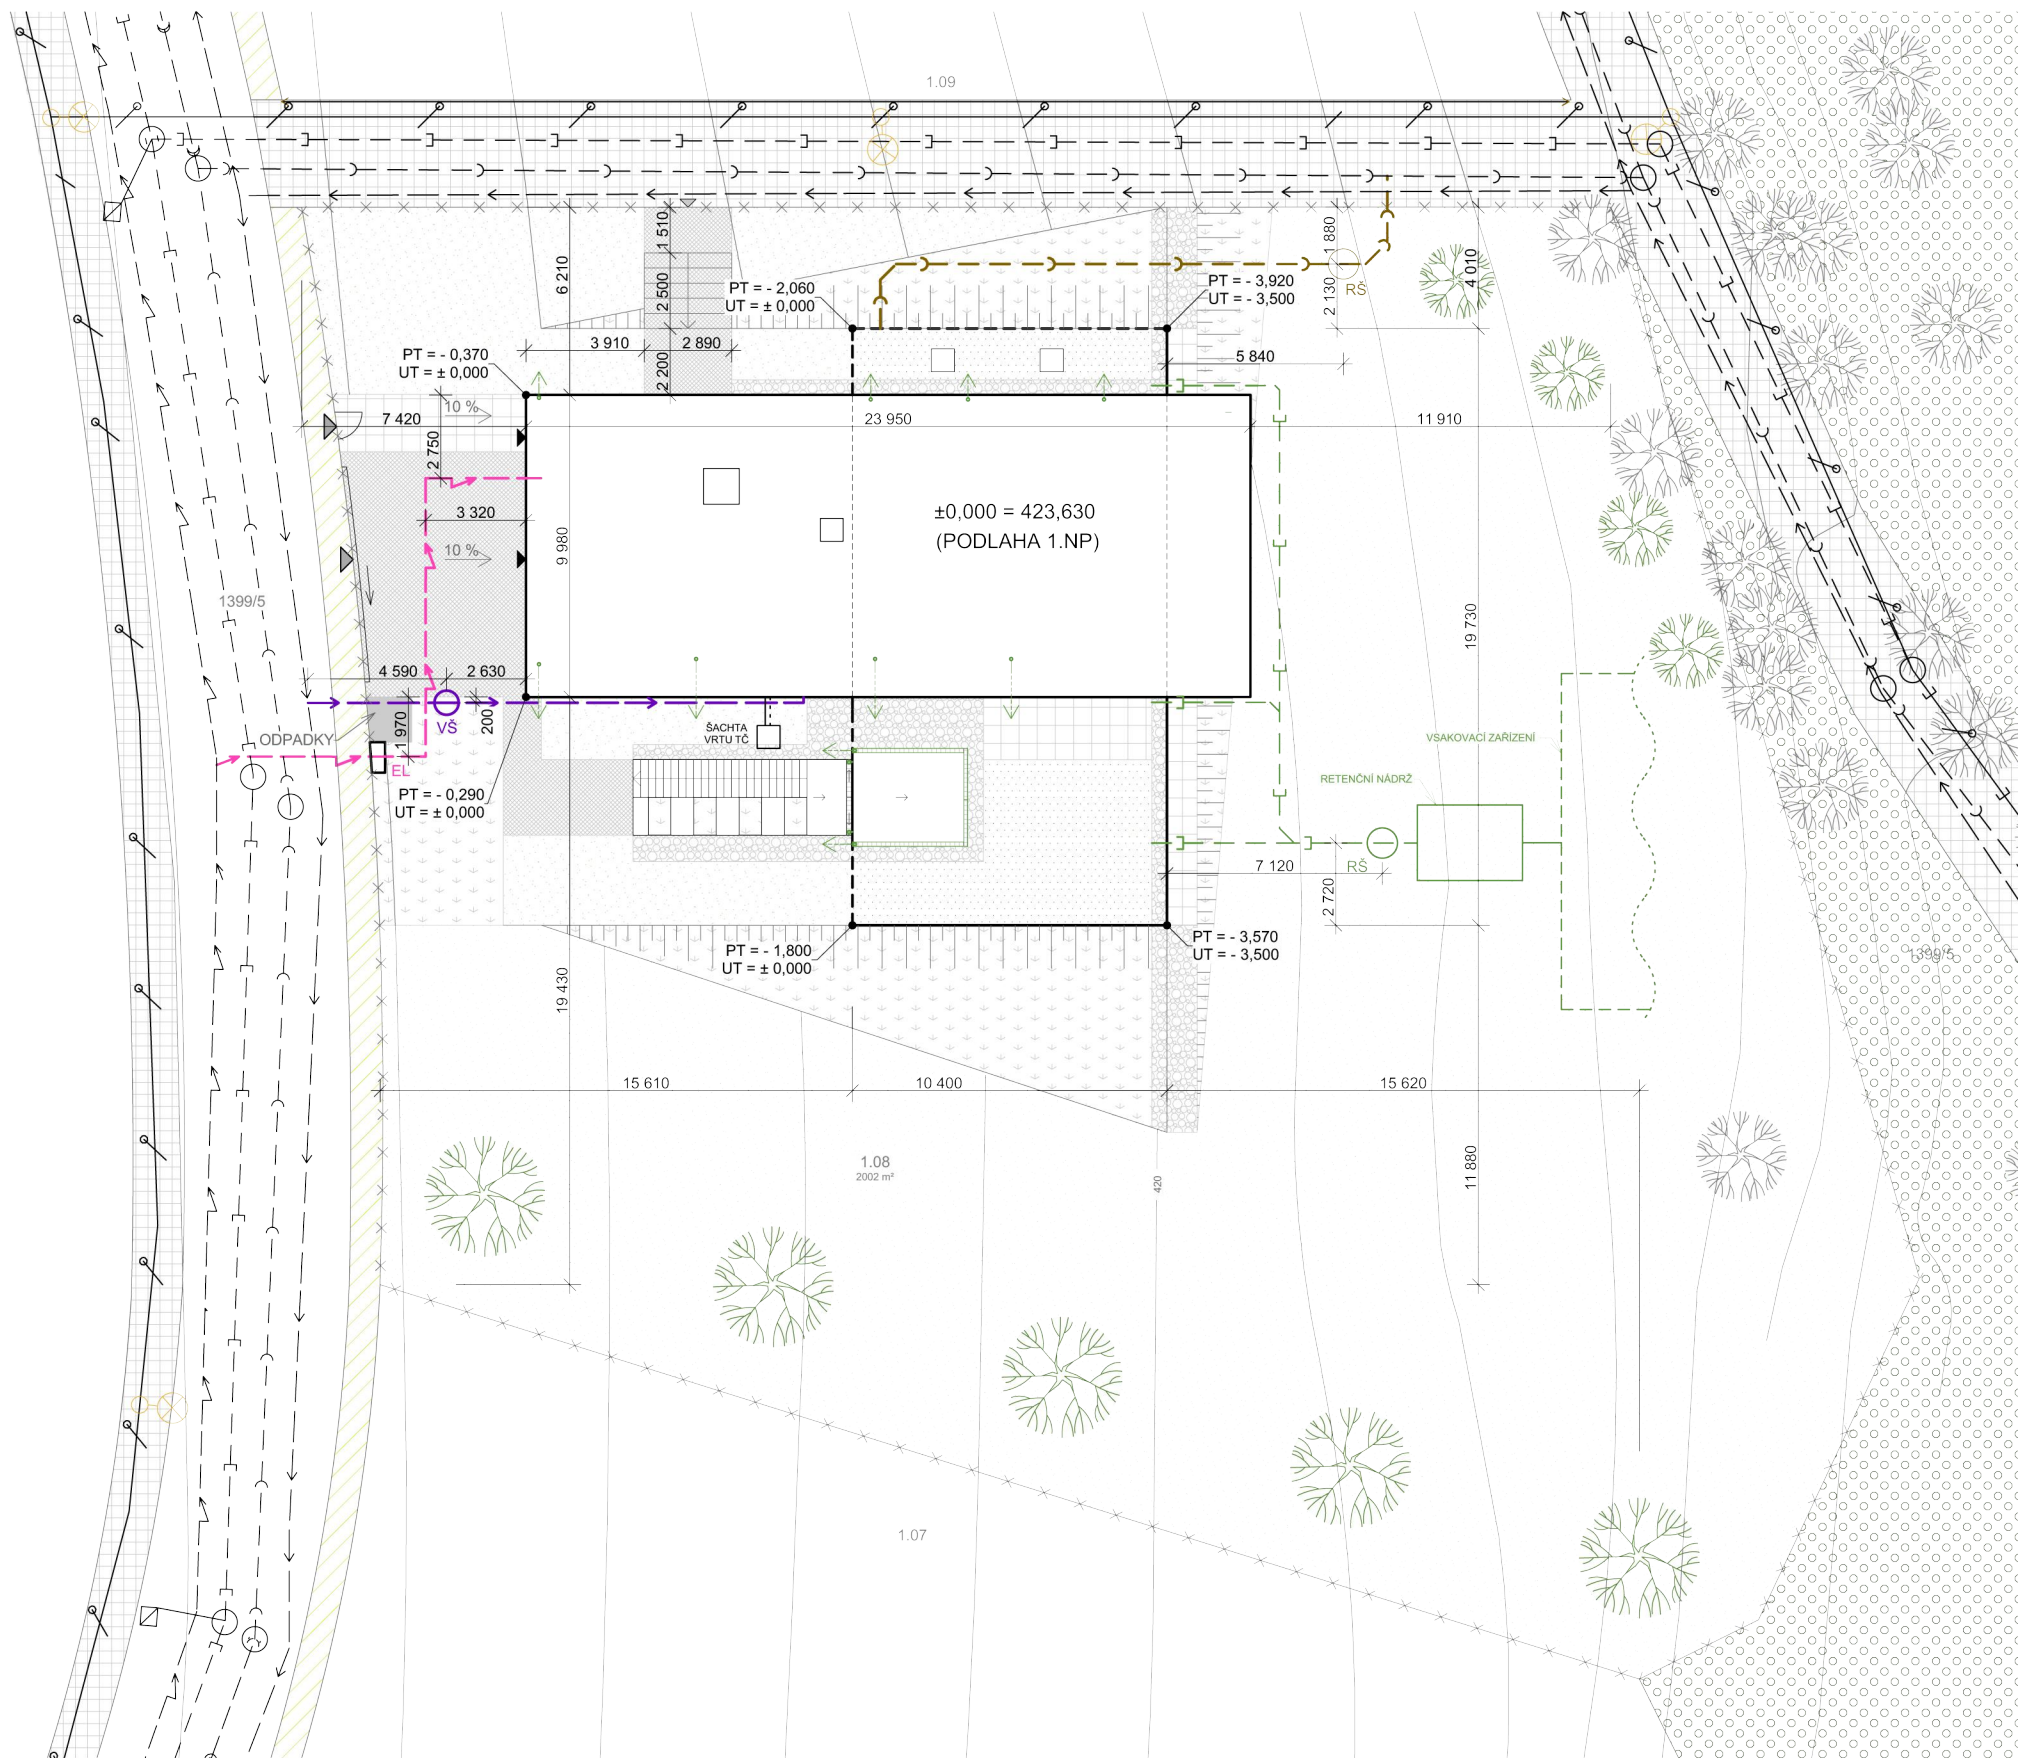 1.09
1 510
1 880
6 210
4 010
PT = - 2,060
UT = ± 0,000
PT = - 3,920
UT = - 3,500
RŠ
2 500
2 130
3 910
2 890
PT = - 0,370
UT = ± 0,000
5 840
2 200
10 %
7 420
23 950
11 910
2 750
3 320
±0,000 = 423,630
(PODLAHA 1.NP)
10 %
9 980
1399/5
19 730
4 590
2 630
VŠ
200
1 970
ODPADKY
ŠACHTA
VRTU TČ
VSAKOVACÍ ZAŘÍZENÍ
EL
RETENČNÍ NÁDRŽ
PT = - 0,290
UT = ± 0,000
7 120
RŠ
2 720
PT = - 1,800
UT = ± 0,000
PT = - 3,570
UT = - 3,500
1399/5
19 430
15 610
10 400
15 620
1.08
2002 m²
420
11 880
1.07